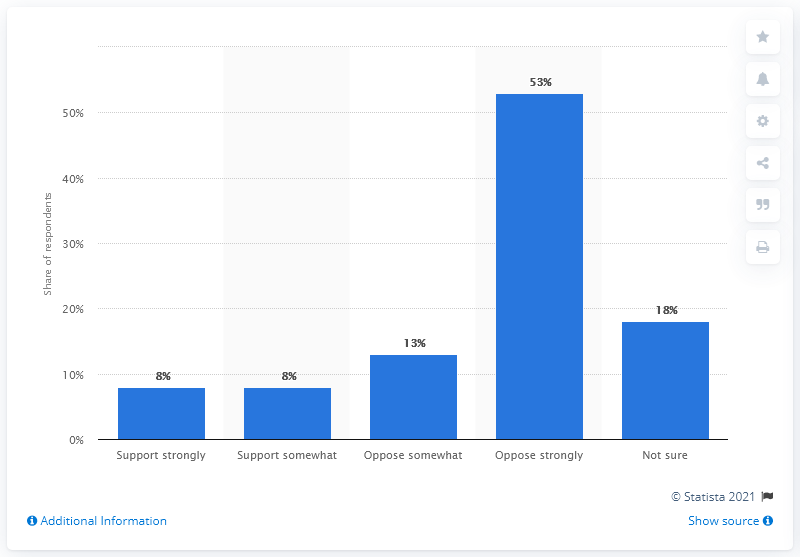 53%
50%
40%
30%
20%
10%
0%
Share of respondents
8%
8%
13%
18%
Support strongly
Support somewhat
Oppose somewhat
Oppose strongly
Not sure
© Statista 2021
Additional Information
Show source